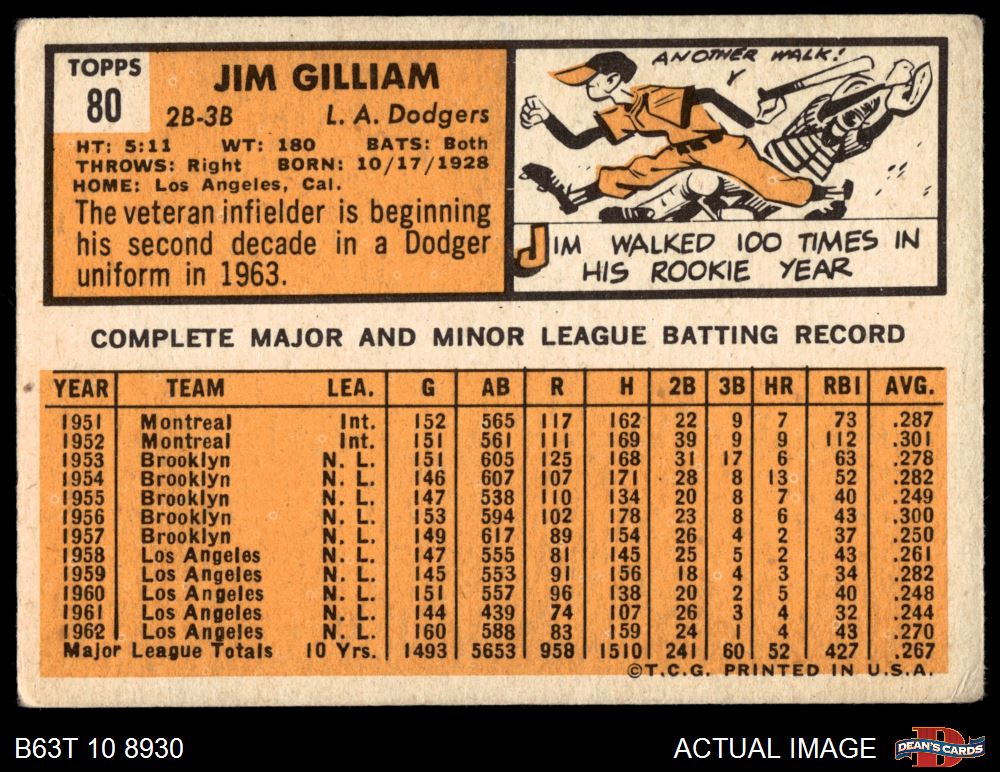 TOPPS
80
JIM GILLIAM
2B-3B L. A. Dodgers
HT: 5:11 WT: 180 BATS: Both
THROWS: Right BORN: 10/17/1928
HOME: Los Angeles, Cal.
The veteran infielder is beginning
his second decade in a Dodger
uniform in 1963.
ANOTHER WALK!
JIM WALKED 100 TIMES IN
HIS ROOKIE YEAR
COMPLETE MAJOR AND MINOR LEAGUE BATTING RECORD
YEAR TEAM LEA. G AB R H 2B 3B HR RBI AVG.
1951 Montreal Int. 152 565 117 162 22 9 7 73 .287
1952 Montreal Int. 151 561 111 169 39 9 9 112 .301
1953 Brooklyn N. L. 151 605 125 168 31 17 6 63 .278
1954 Brooklyn N. L. 146 607 107 171 28 8 13 52 .282
1955 Brooklyn N. L. 147 538 110 134 20 8 7 40 .249
1956 Brooklyn N. L. 153 594 102 178 23 8 6 43 .300
1957 Brooklyn N. L. 149 617 89 154 26 4 2 37 .250
1958 Los Angeles N. L. 147 555 81 145 25 5 2 43 .261
1959 Los Angeles N. L. 145 553 91 156 18 4 3 34 .282
1960 Los Angeles N. L. 151 557 96 138 20 2 5 40 .248
1961 Los Angeles N. L. 144 439 74 107 26 3 4 32 .244
1962 Los Angeles N. L. 160 588 83 159 24 1 4 43 .270
Major League Totals 10 Yrs. 1493 5653 958 1510 241 60 52 427 .267
©T.C.G. PRINTED IN U.S.A.
B63T 10 8930 ACTUAL IMAGE DEAN'S CARDS